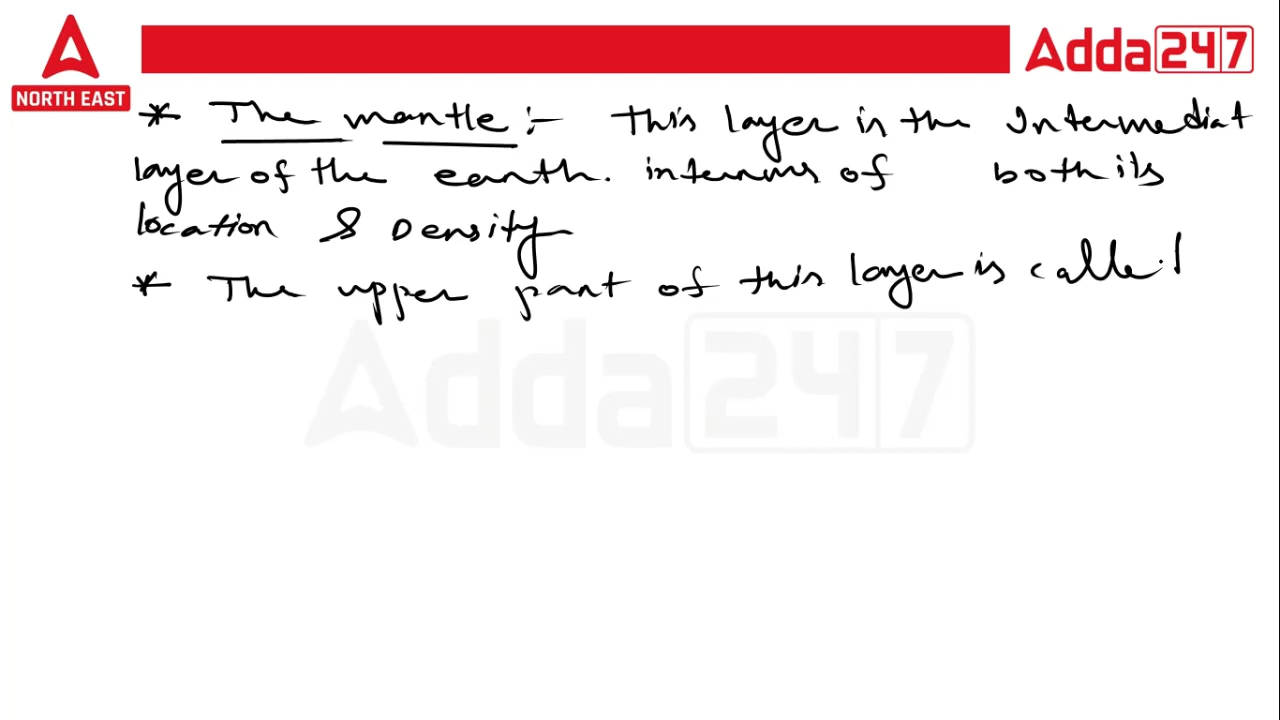 NORTH EAST
Adda247
* The mantle :- This layer is the Intermediat
layer of the earth. interms of both its
location & Density
* The upper part of this layer is called
Adda247